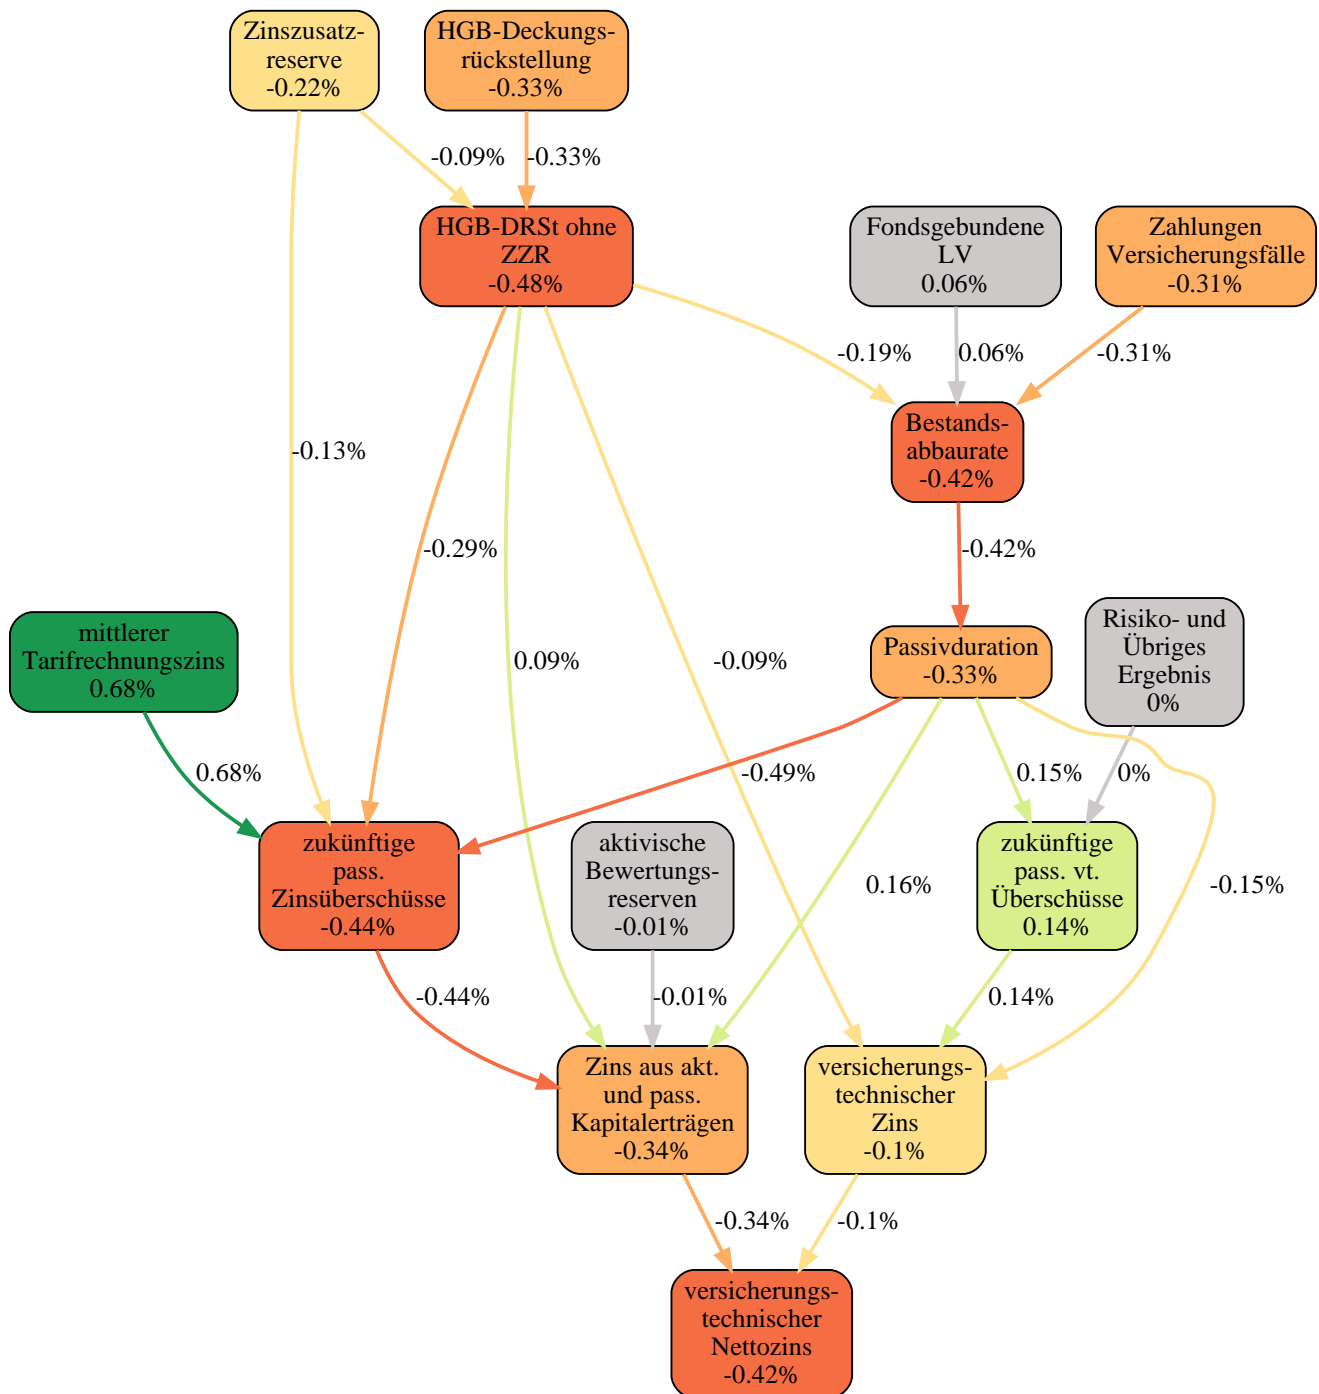 Zinszusatz-
reserve
-0.22%
HGB-Deckungs-
rückstellung
-0.33%
-0.09%
-0.33%
HGB-DRSt ohne
ZZR
-0.48%
Fondsgebundene
LV
0.06%
Zahlungen
Versicherungsfälle
-0.31%
-0.19%
0.06%
-0.31%
-0.13%
Bestands-
abbaurate
-0.42%
-0.29%
-0.42%
mittlerer
Tarifrechnungszins
0.68%
0.09%
-0.09%
Passivduration
-0.33%
Risiko- und
Übriges
Ergebnis
0%
0.68%
-0.49%
0.15%
0%
zukünftige
pass.
Zinsüberschüsse
-0.44%
aktivische
Bewertungs-
reserven
-0.01%
0.16%
zukünftige
pass. vt.
Überschüsse
0.14%
-0.15%
-0.44%
-0.01%
0.14%
Zins aus akt.
und pass.
Kapitalerträgen
-0.34%
versicherungs-
technischer
Zins
-0.1%
-0.34%
-0.1%
versicherungs-
technischer
Nettozins
-0.42%